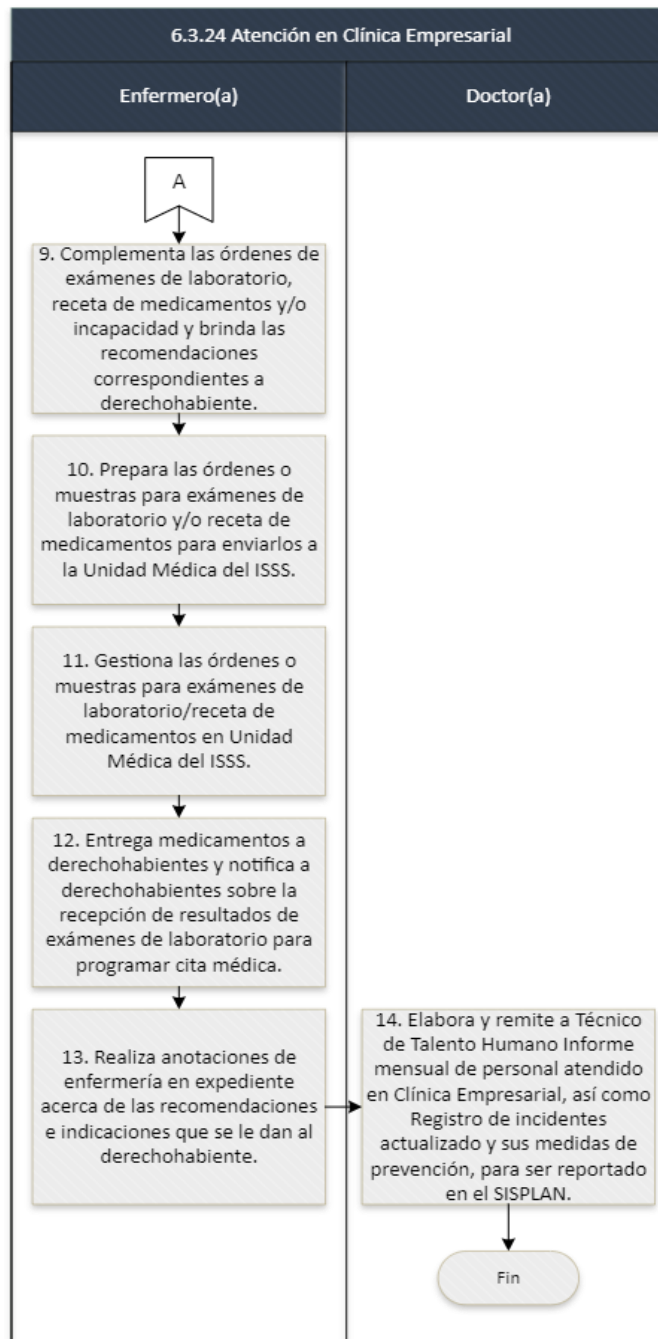 6.3.24 Atención en Clínica Empresarial
Enfermero(a)
Doctor(a)
A
9. Complementa las órdenes de
exámenes de laboratorio,
receta de medicamentos y/o
incapacidad y brinda las
recomendaciones
correspondientes a
derechohabiente.
10. Prepara las órdenes o
muestras para exámenes de
laboratorio y/o receta de
medicamentos para enviarlos a
la Unidad Médica del ISSS.
11. Gestiona las órdenes o
muestras para exámenes de
laboratorio/receta de
medicamentos en Unidad
Médica del ISSS.
12. Entrega medicamentos a
derechohabientes y notifica a
derechohabientes sobre la
recepción de resultados de
exámenes de laboratorio para
programar cita médica.
13. Realiza anotaciones de
enfermería en expediente
acerca de las recomendaciones
e indicaciones que se le dan al
derechohabiente.
14. Elabora y remite a Técnico
de Talento Humano Informe
mensual de personal atendido
en Clínica Empresarial, así como
Registro de incidentes
actualizado y sus medidas de
prevención, para ser reportado
en el SISPLAN.
Fin